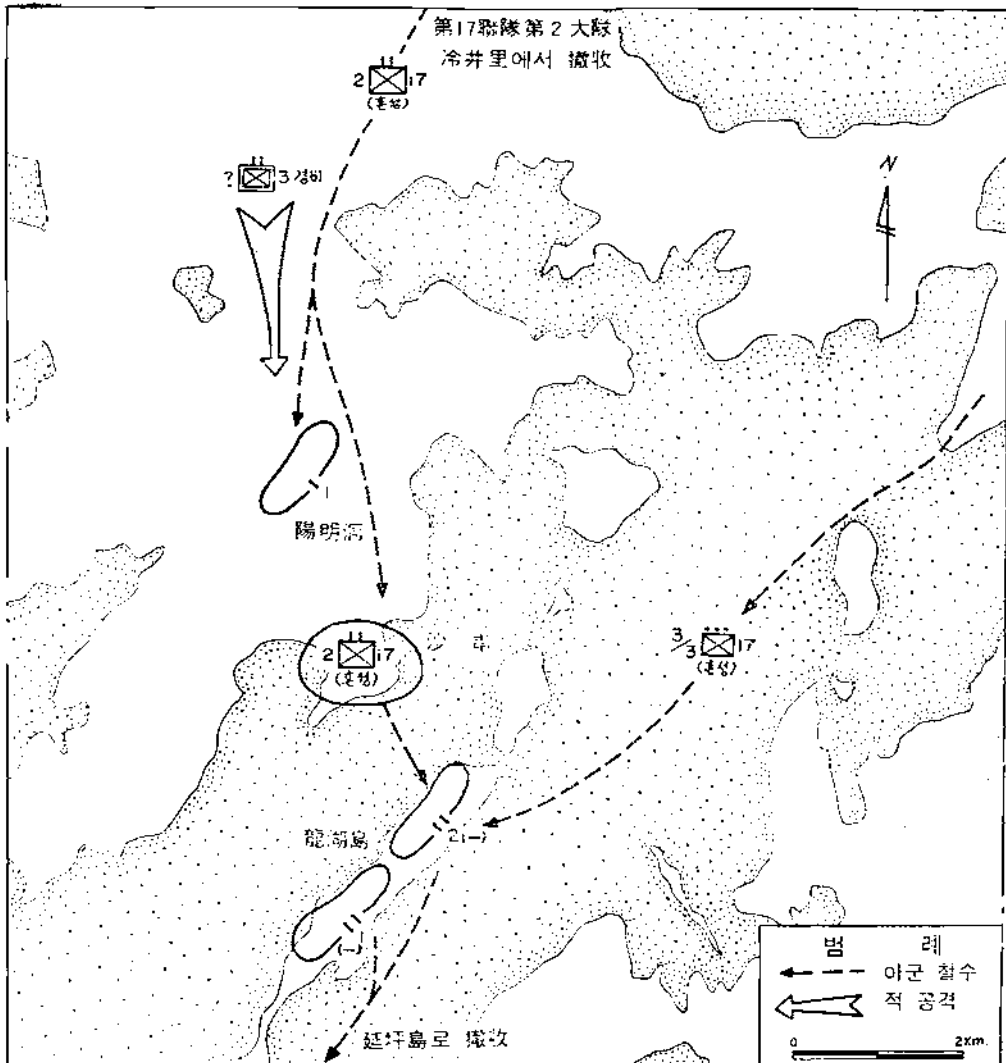 第17聯隊第2大隊
冷井里에서 撤收
2 17
(혼성)
? 3경비
N
1
陽明洞
2 17
(혼성)
3/3 17
(혼성)
龍湖島
2(-)
(-)
延坪島로 撤收
범 례
아군 철수
적 공격
0 2Km.